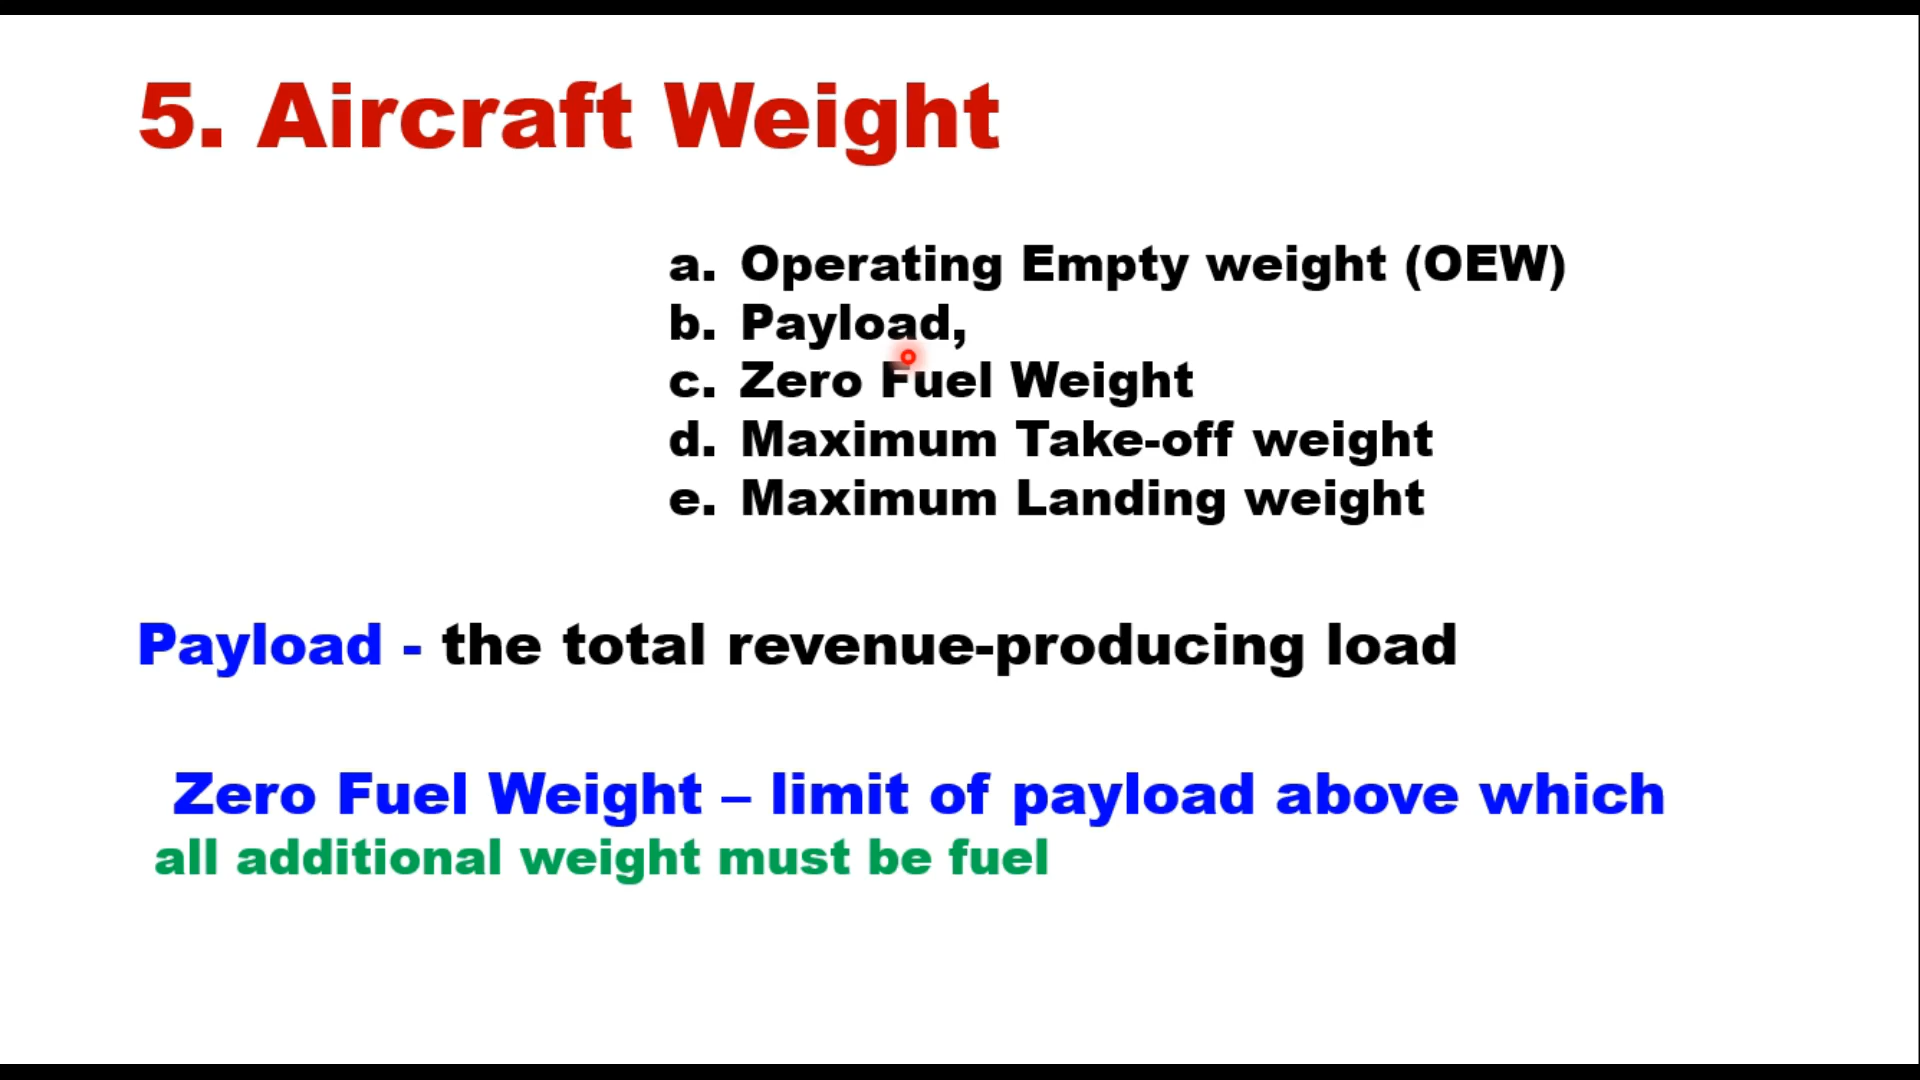 5. Aircraft Weight
a. Operating Empty weight (OEW)
b. Payload,
c. Zero Fuel Weight
d. Maximum Take-off weight
e. Maximum Landing weight
Payload - the total revenue-producing load
Zero Fuel Weight – limit of payload above which
all additional weight must be fuel